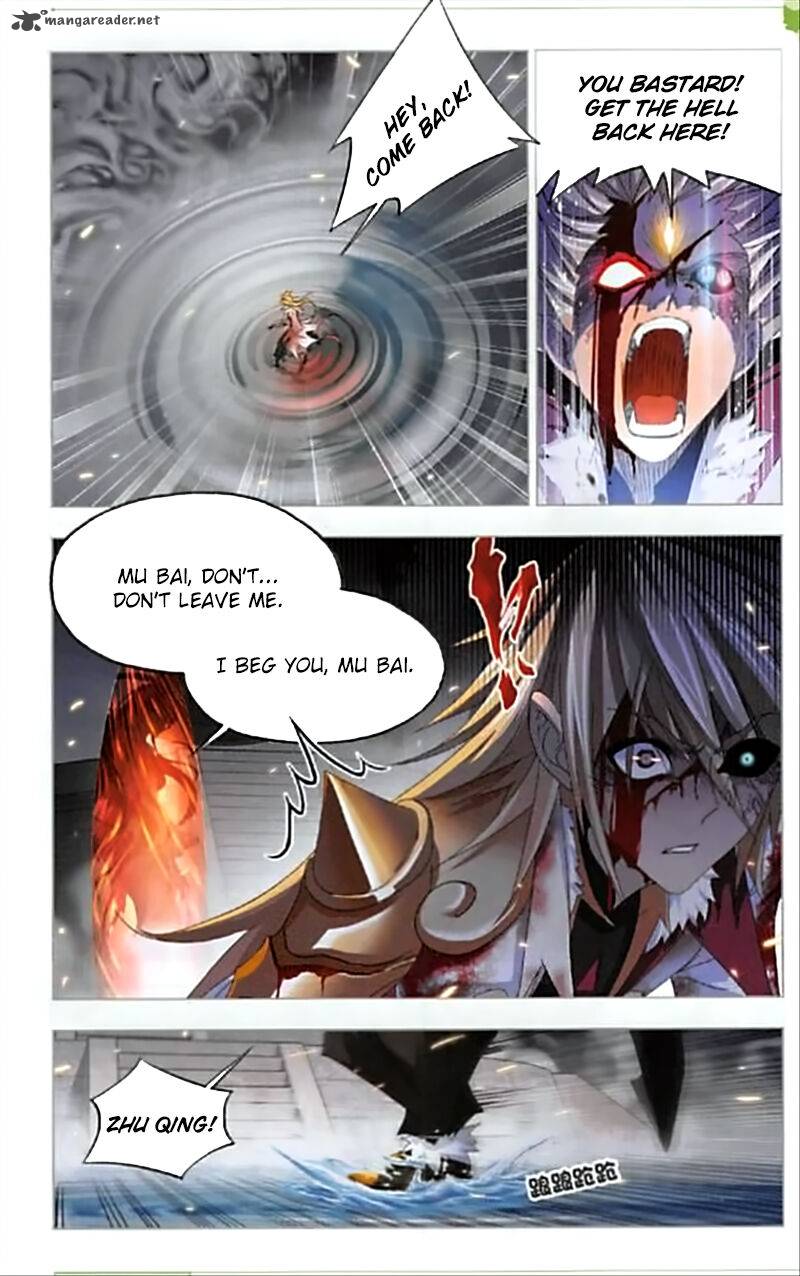 mangareader.net
HEY,
COME BACK!
YOU BASTARD!
GET THE HELL
BACK HERE!
MU BAI, DON'T...
DON'T LEAVE ME.
I BEG YOU, MU BAI.
ZHU QING!